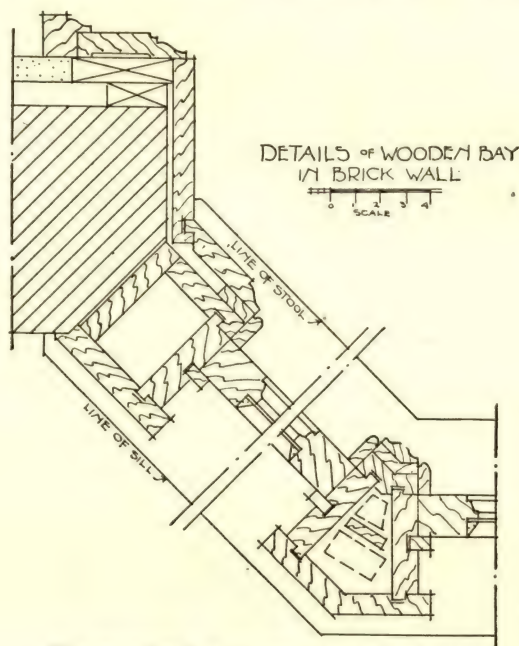 DETAILS OF WOODEN BAY
IN BRICK WALL
0 1 2 3 4
SCALE
LINE OF STOOL
LINE OF SILL